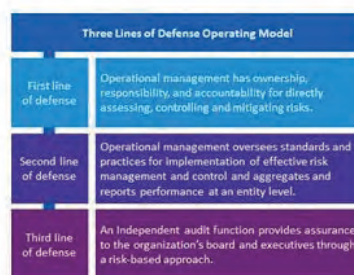 Three Lines of Defense Operating Model
First line
of defense
Operational management has ownership,
responsibility, and accountability for directly
assessing, controlling and mitigating risks.
Second line
of defense
Operational management oversees standards and
practices for implementation of effective risk
management and control and aggregates and
reports performance at an entity level.
Third line
of defense
An Independent audit function provides assurance
to the organization's board and executives through
a risk-based approach.